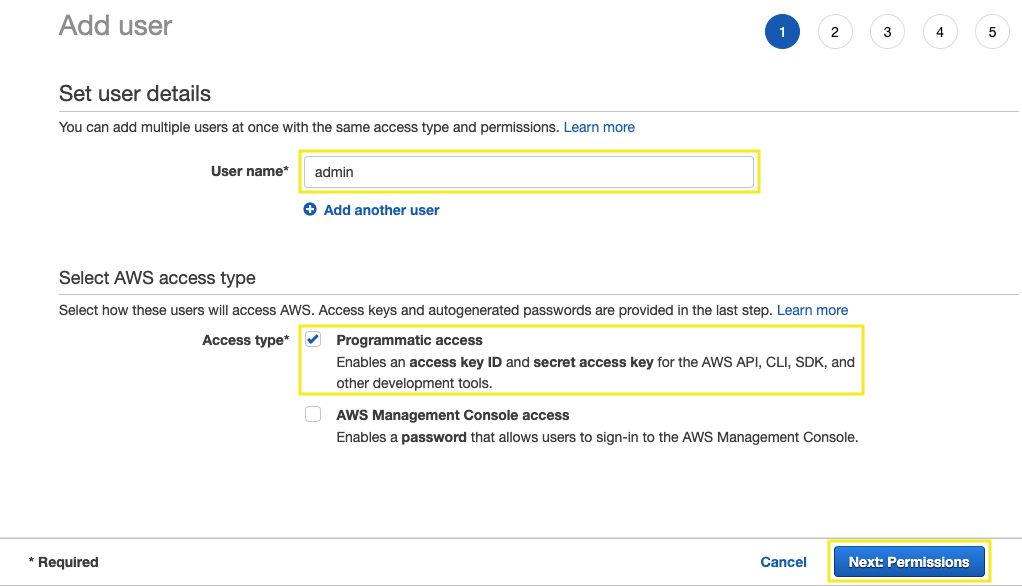 Add user
1 2 3 4 5
Set user details
You can add multiple users at once with the same access type and permissions. Learn more
User name* admin
Add another user
Select AWS access type
Select how these users will access AWS. Access keys and autogenerated passwords are provided in the last step. Learn more
Access type* Programmatic access
Enables an access key ID and secret access key for the AWS API, CLI, SDK, and
other development tools.
AWS Management Console access
Enables a password that allows users to sign-in to the AWS Management Console.
* Required Cancel Next: Permissions